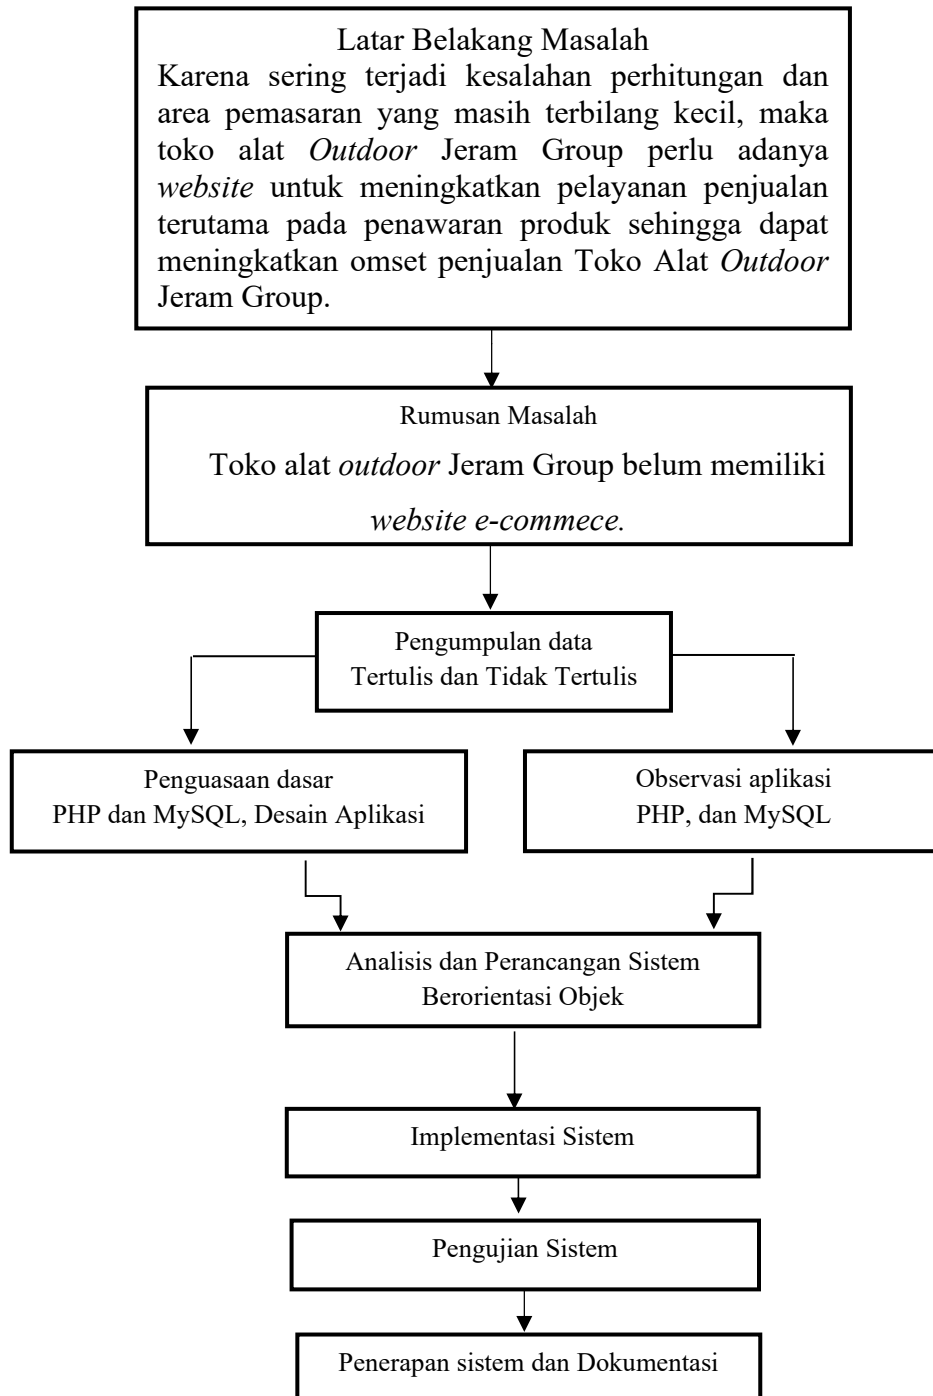 Latar Belakang Masalah
Karena sering terjadi kesalahan perhitungan dan
area pemasaran yang masih terbilang kecil, maka
toko alat Outdoor Jeram Group perlu adanya
website untuk meningkatkan pelayanan penjualan
terutama pada penawaran produk sehingga dapat
meningkatkan omset penjualan Toko Alat Outdoor
Jeram Group.
Rumusan Masalah
Toko alat outdoor Jeram Group belum memiliki
website e-commece.
Pengumpulan data
Tertulis dan Tidak Tertulis
Penguasaan dasar
PHP dan MySQL, Desain Aplikasi
Observasi aplikasi
PHP, dan MySQL
Analisis dan Perancangan Sistem
Berorientasi Objek
Implementasi Sistem
Pengujian Sistem
Penerapan sistem dan Dokumentasi